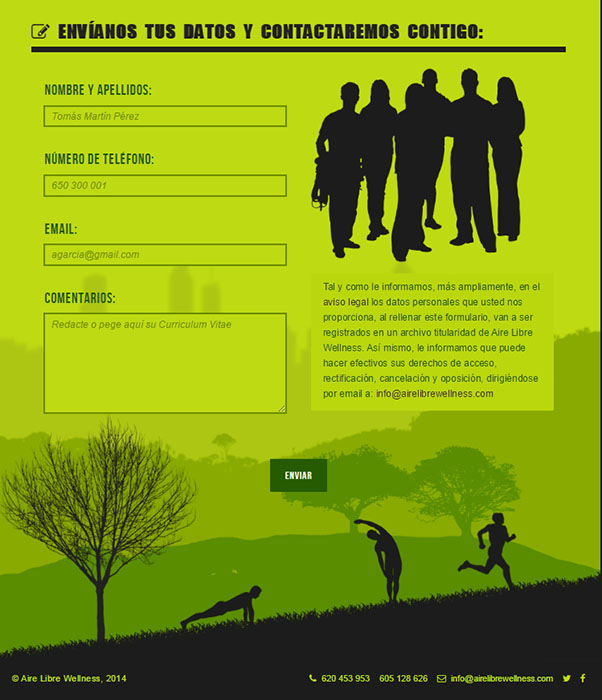 ENVÍANOS TUS DATOS Y CONTACTAREMOS CONTIGO:
NOMBRE Y APELLIDOS:
Tomàs Martín Pérez
NÚMERO DE TELÉFONO:
650 300 001
EMAIL:
agarcia@gmail.com
COMENTARIOS:
Redacte o pege aquí su Curriculum Vitae
Tal y como le informamos, más ampliamente, en el
aviso legal los datos personales que usted nos
proporciona, al rellenar este formulario, van a ser
registrados en un archivo titularidad de Aire Libre
Wellness. Así mismo, le informamos que puede
hacer efectivos sus derechos de acceso,
rectificación, cancelación y oposición, dirigiéndose
por email a: info@airelibrewellness.com
ENVIAR
© Aire Libre Wellness, 2014
620 453 953 605 128 626 info@airelibrewellness.com